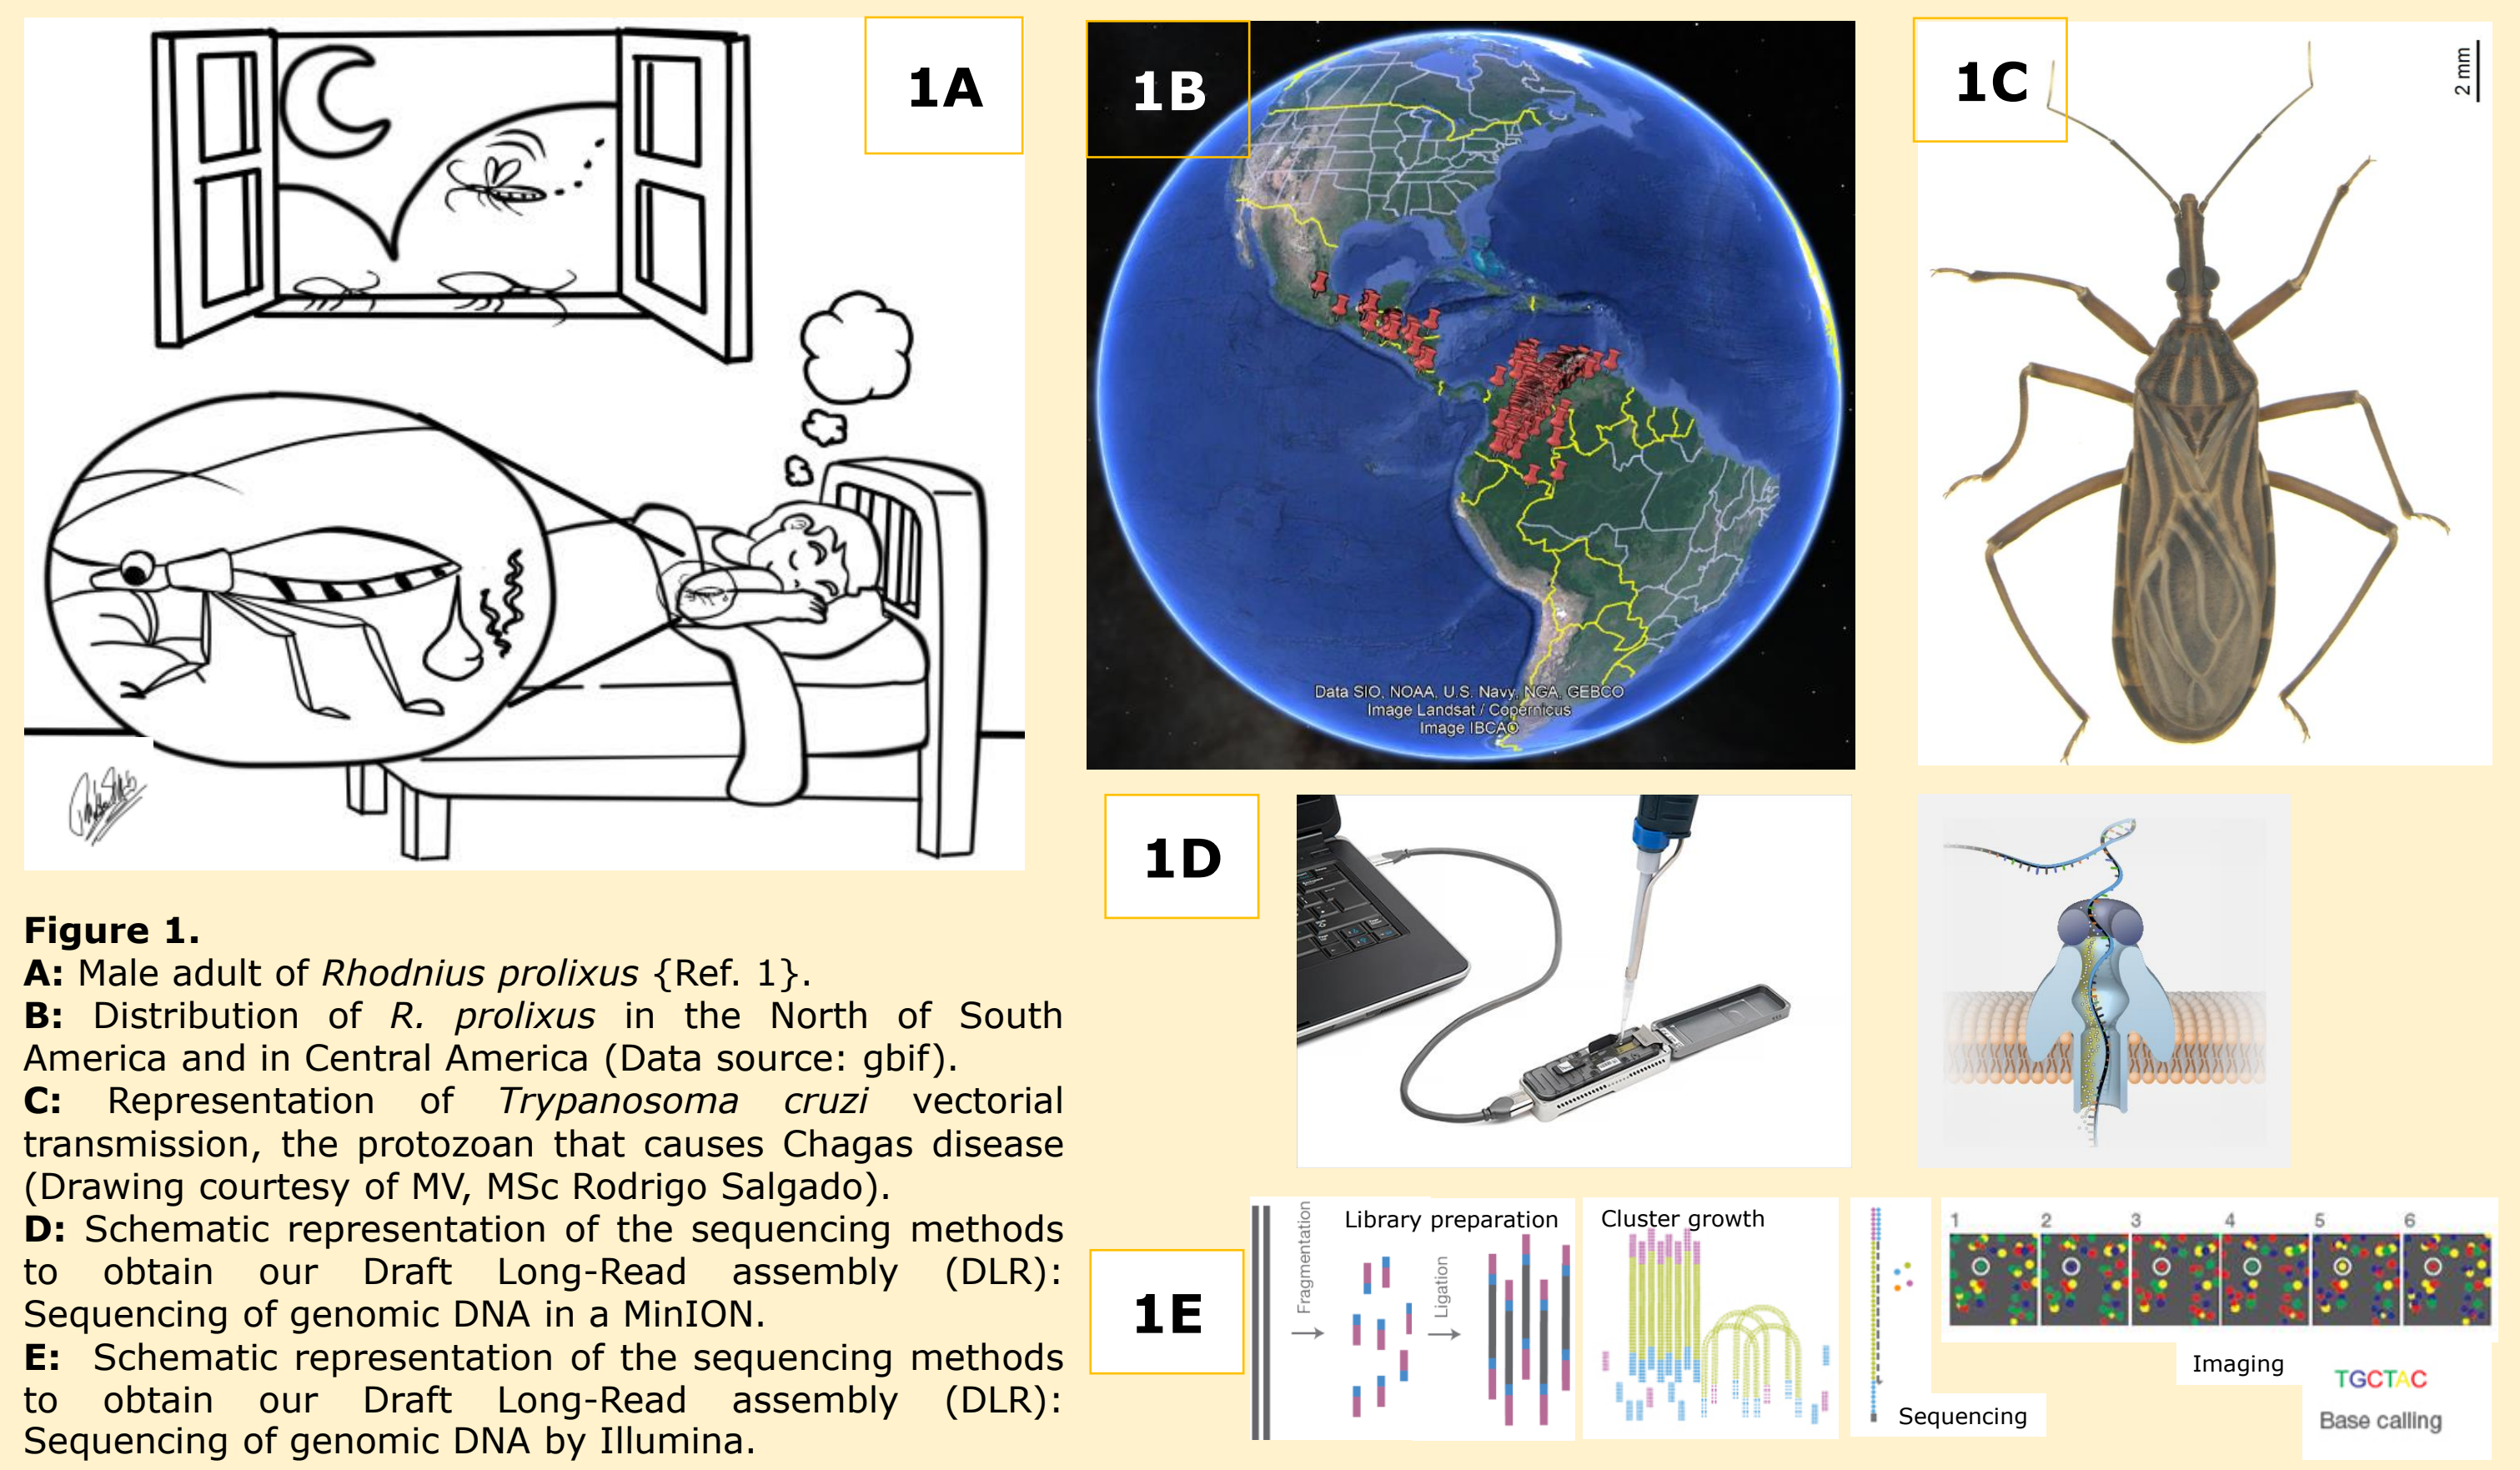 1A
1B
1C
2 mm
Data SIO, NOAA, U.S. Navy, NGA, GEBCO
Image Landsat / Copernicus
Image IBCAO
1D
Figure 1.
A: Male adult of Rhodnius prolixus {Ref. 1}.
B: Distribution of R. prolixus in the North of South
America and in Central America (Data source: gbif).
C: Representation of Trypanosoma cruzi vectorial
transmission, the protozoan that causes Chagas disease
(Drawing courtesy of MV, MSc Rodrigo Salgado).
D: Schematic representation of the sequencing methods
to obtain our Draft Long-Read assembly (DLR):
Sequencing of genomic DNA in a MinION.
E: Schematic representation of the sequencing methods
to obtain our Draft Long-Read assembly (DLR):
Sequencing of genomic DNA by Illumina.
1E
Fragmentation
Library preparation
Ligation
Cluster growth
Sequencing
1 2 3 4 5 6
Imaging
TGCTAC
Base calling